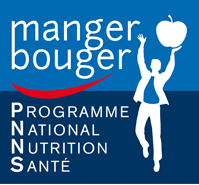 manger
bouger
PROGRAMME
NATIONAL
NUTRITION
SANTÉ